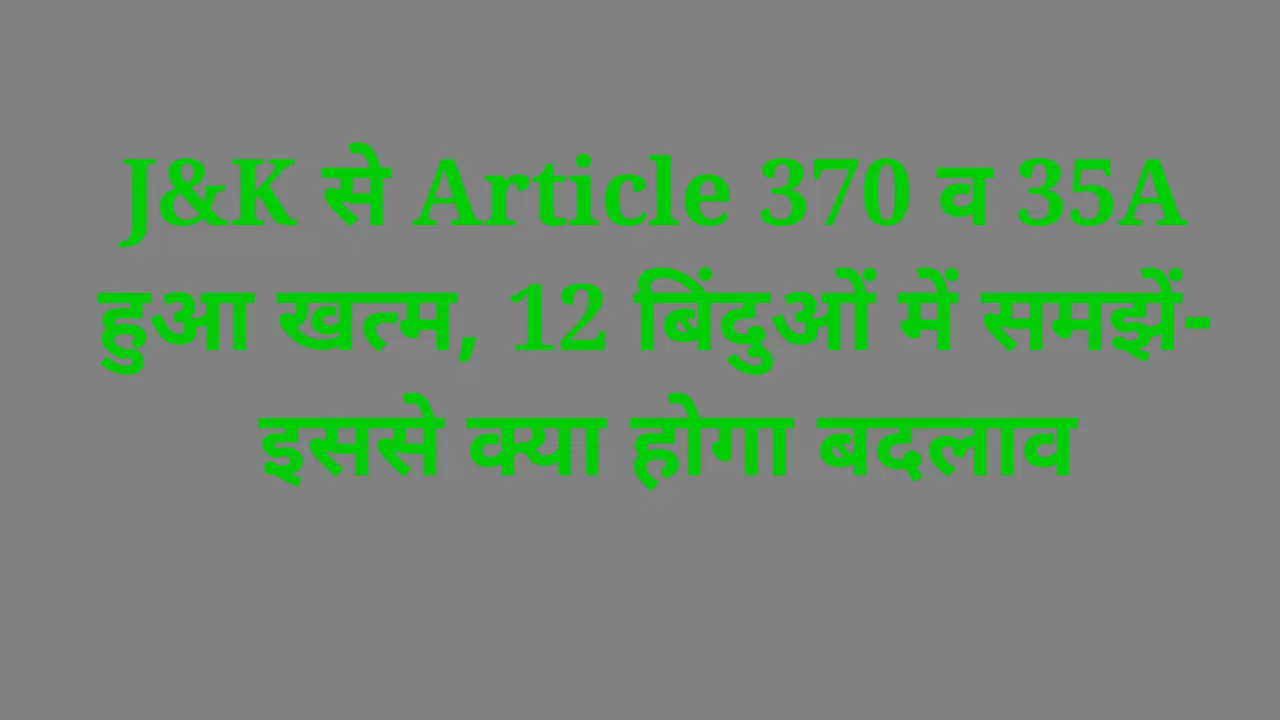 J&K से Article 370 व 35A
हुआ खत्म, 12 बिंदुओं में समझें-
इससे क्या होगा बदलाव